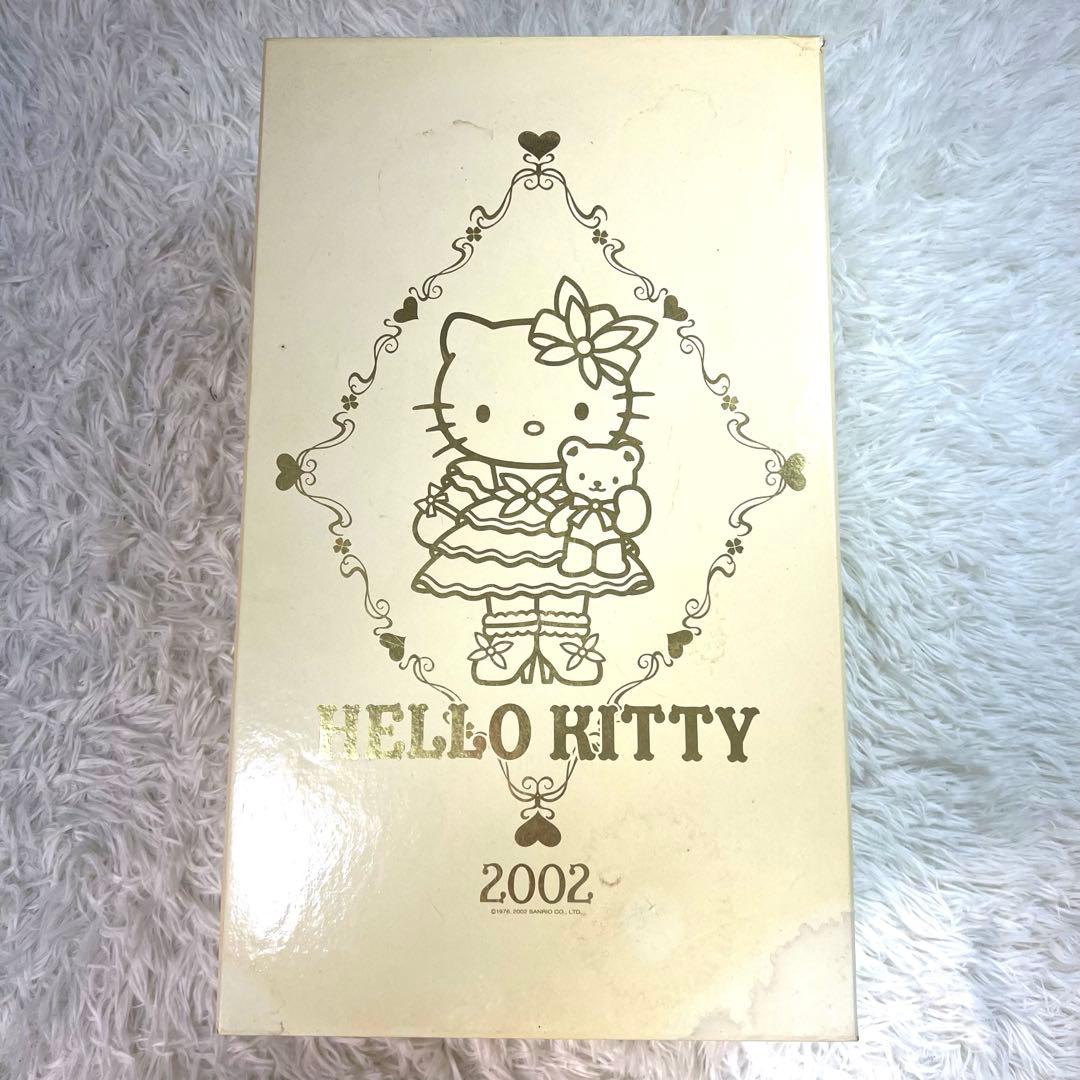 HELLO KITTY
2002
©1976, 2002 SANRIO CO., LTD.